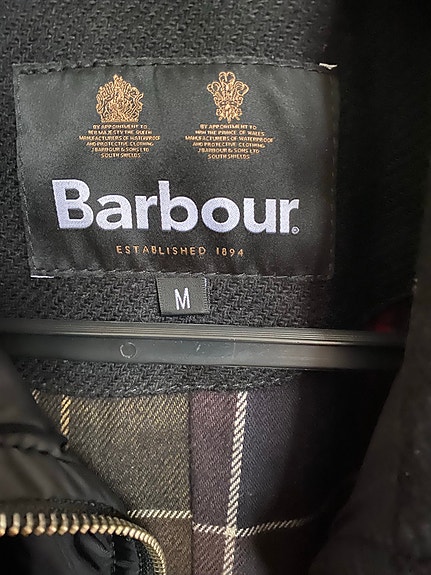 BY APPOINTMENT TO
HER MAJESTY THE QUEEN
MANUFACTURERS OF WATERPROOF
AND PROTECTIVE CLOTHING
J BARBOUR & SONS LTD
SOUTH SHIELDS
BY APPOINTMENT TO
HRH THE PRINCE OF WALES
MANUFACTURERS OF WATERPROOF
AND PROTECTIVE CLOTHING
J BARBOUR & SONS LTD
SOUTH SHIELDS
Barbour®
ESTABLISHED 1894
M